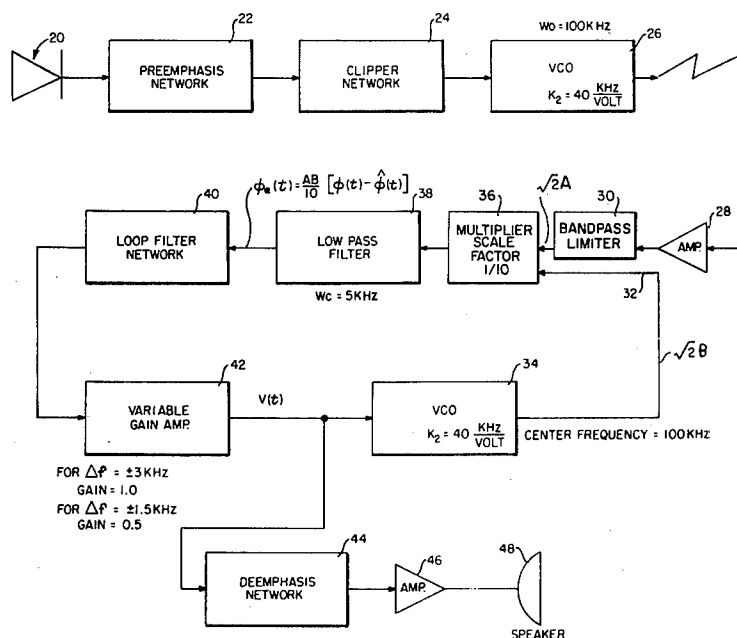 20
22
PREEMPHASIS
NETWORK
24
CLIPPER
NETWORK
Wo = 100KHz
26
VCO
K2 = 40 KHz/VOLT
40
LOOP FILTER
NETWORK
ϕe(t) = AB/10 [ϕ(t) - ϕ̂(t)]
38
LOW PASS
FILTER
Wc = 5KHz
36
MULTIPLIER
SCALE
FACTOR
1/10
√2A
30
BANDPASS
LIMITER
28
AMP.
32
√2B
42
VARIABLE
GAIN AMP.
V(t)
34
VCO
K2 = 40 KHz/VOLT
CENTER FREQUENCY = 100KHz
FOR Δf = ±3KHz
GAIN = 1.0
FOR Δf = ±1.5KHz
GAIN = 0.5
44
DEEMPHASIS
NETWORK
46
AMP.
48
SPEAKER